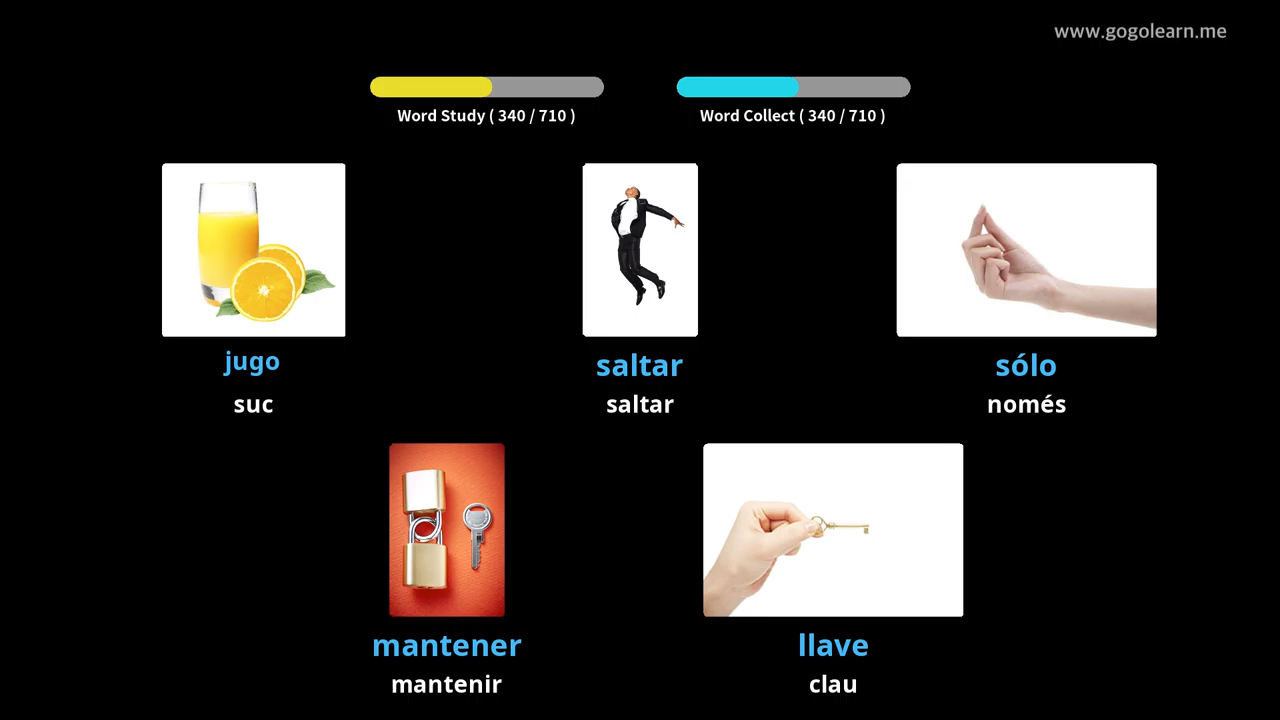 www.gogolearn.me
Word Study ( 340 / 710 )
Word Collect ( 340 / 710 )
jugo
suc
saltar
saltar
sólo
només
mantener
mantenir
llave
clau